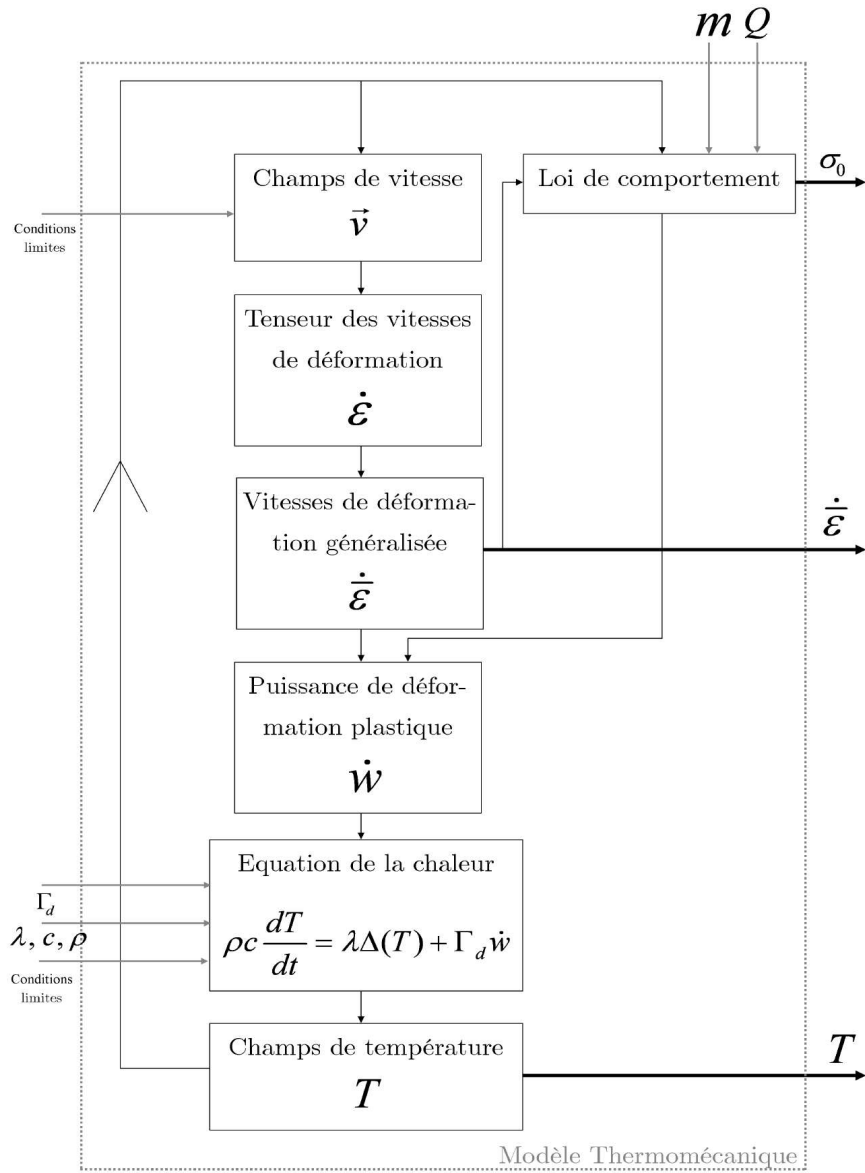 m Q
Champs de vitesse
v⃗
Loi de comportement
σ₀
Conditions
limites
Tenseur des vitesses
de déformation
ε̇
Vitesses de déforma-
tion généralisée
ε̅̇
ε̅̇
Puissance de défor-
mation plastique
ẇ
Equation de la chaleur
ρc dT/dt = λΔ(T) + Γ_d ẇ
Γ_d
λ, c, ρ
Conditions
limites
Champs de température
T
T
Modèle Thermomécanique